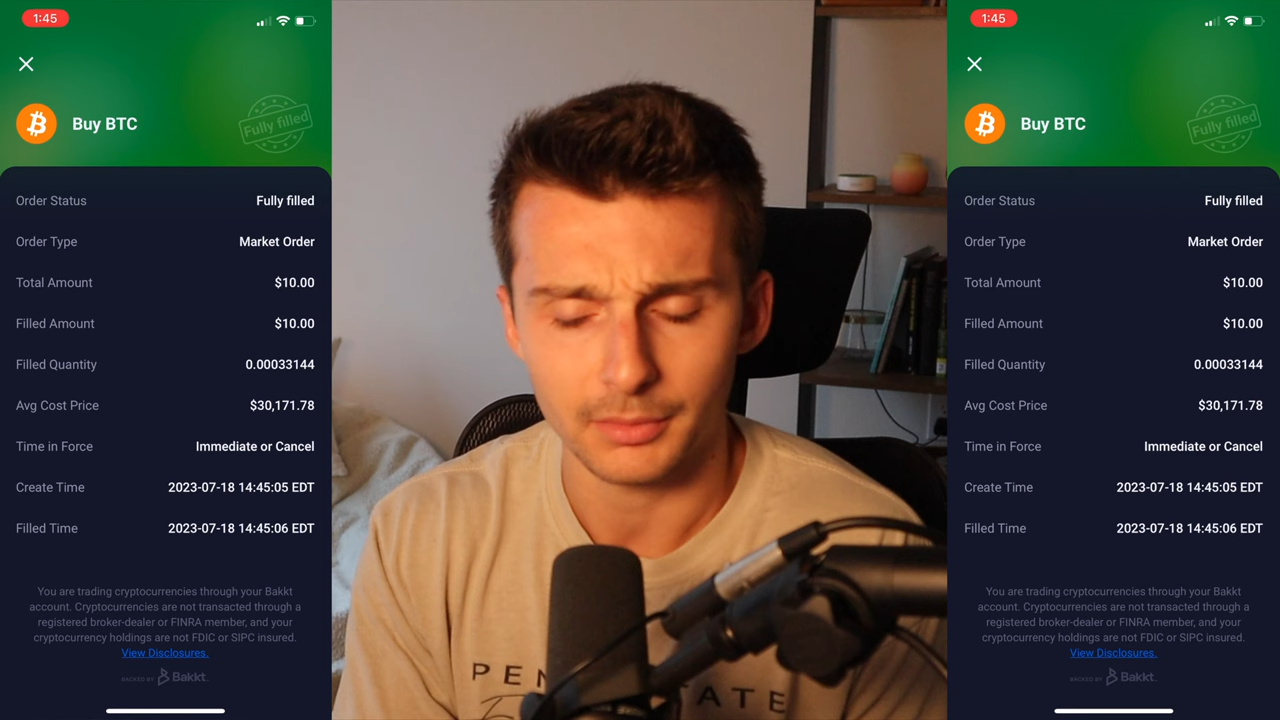 1:45
Buy BTC
Fully filled
Order Status Fully filled
Order Type Market Order
Total Amount $10.00
Filled Amount $10.00
Filled Quantity 0.00033144
Avg Cost Price $30,171.78
Time in Force Immediate or Cancel
Create Time 2023-07-18 14:45:05 EDT
Filled Time 2023-07-18 14:45:06 EDT
You are trading cryptocurrencies through your Bakkt
account. Cryptocurrencies are not transacted through a
registered broker-dealer or FINRA member, and your
cryptocurrency holdings are not FDIC or SIPC insured.
View Disclosures.
BACKED BY Bakkt
PEN STATE
1:45
Buy BTC
Fully filled
Order Status Fully filled
Order Type Market Order
Total Amount $10.00
Filled Amount $10.00
Filled Quantity 0.00033144
Avg Cost Price $30,171.78
Time in Force Immediate or Cancel
Create Time 2023-07-18 14:45:05 EDT
Filled Time 2023-07-18 14:45:06 EDT
You are trading cryptocurrencies through your Bakkt
account. Cryptocurrencies are not transacted through a
registered broker-dealer or FINRA member, and your
cryptocurrency holdings are not FDIC or SIPC insured.
View Disclosures.
BACKED BY Bakkt